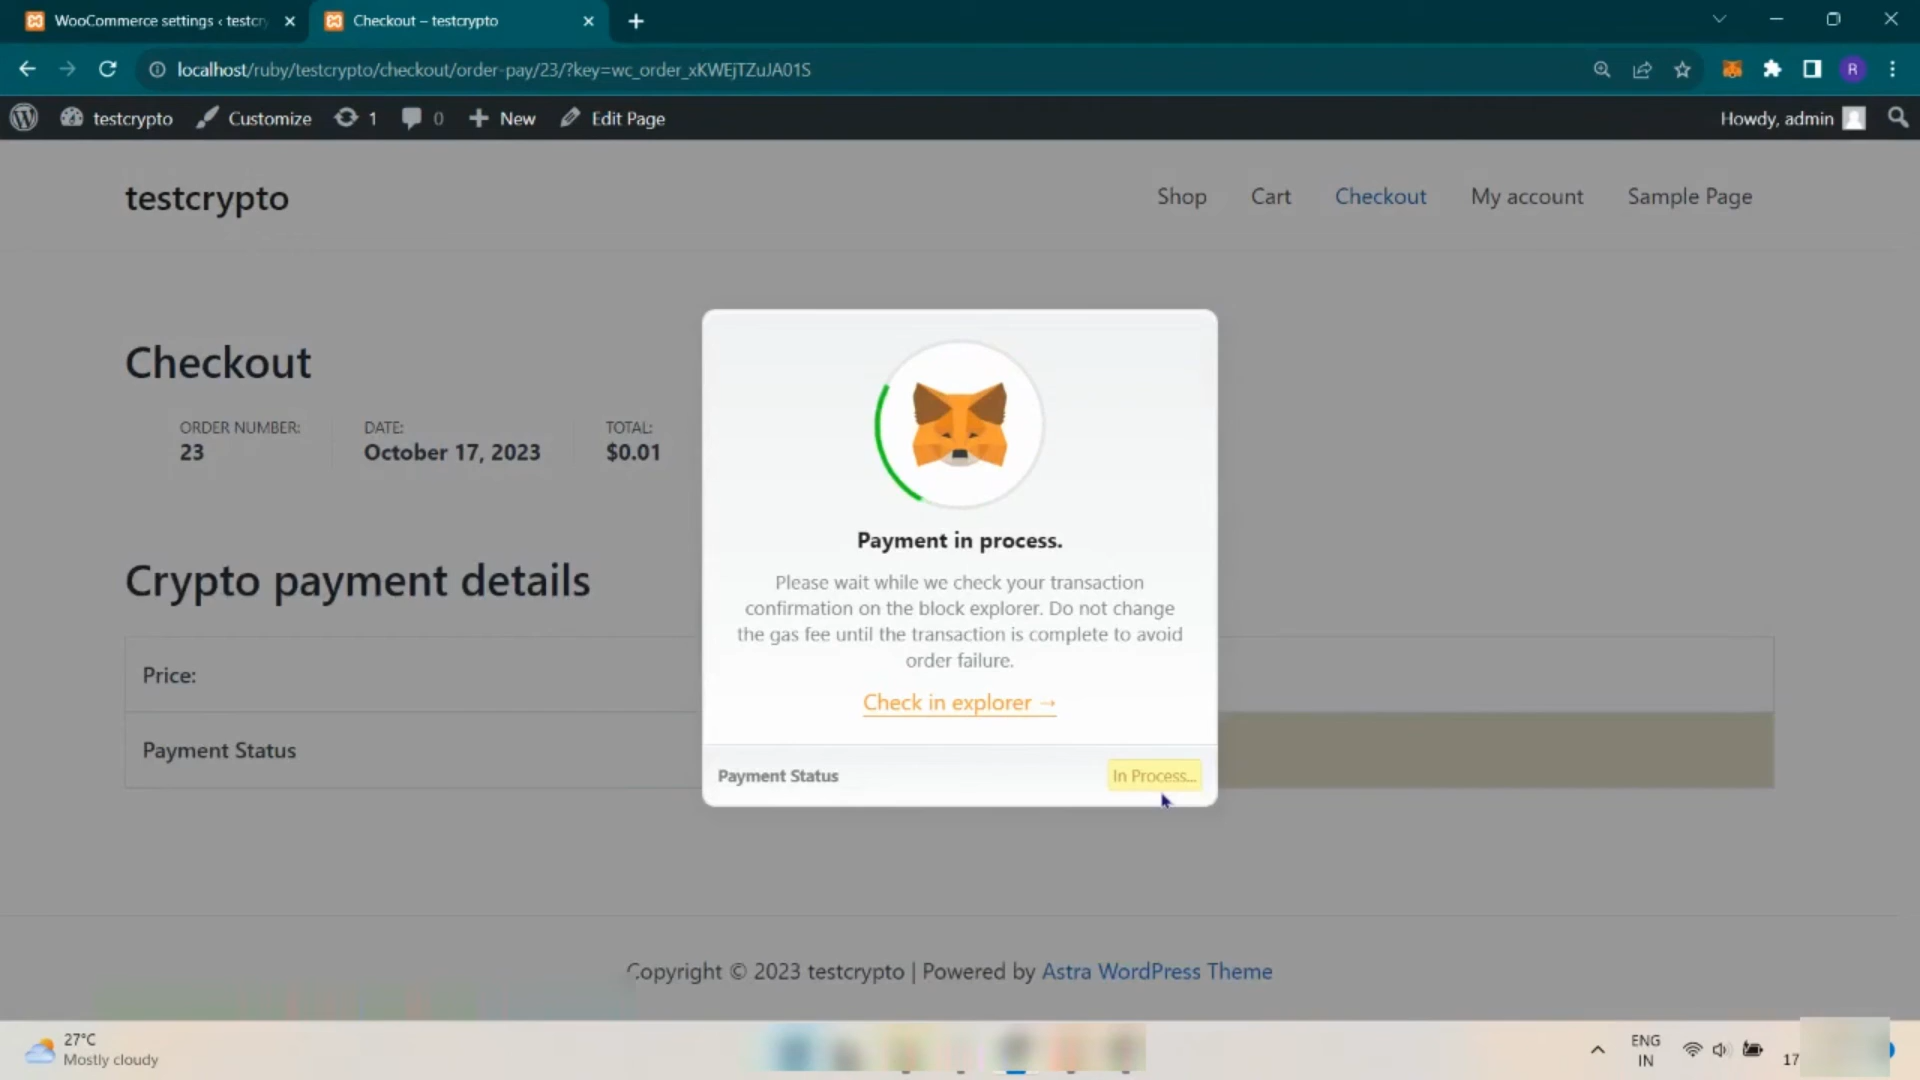 WooCommerce settings ‹ testcry
Checkout – testcrypto
localhost/ruby/testcrypto/checkout/order-pay/23/?key=wc_order_xKWEjTZuJA01S
R
testcrypto
Customize
1
0
New
Edit Page
Howdy, admin
testcrypto
Shop
Cart
Checkout
My account
Sample Page
Checkout
ORDER NUMBER:
23
DATE:
October 17, 2023
TOTAL:
$0.01
Crypto payment details
Price:
Payment Status
Payment in process.
Please wait while we check your transaction
confirmation on the block explorer. Do not change
the gas fee until the transaction is complete to avoid
order failure.
Check in explorer →
Payment Status
In Process...
Copyright © 2023 testcrypto | Powered by Astra WordPress Theme
27°C
Mostly cloudy
ENG
IN
17